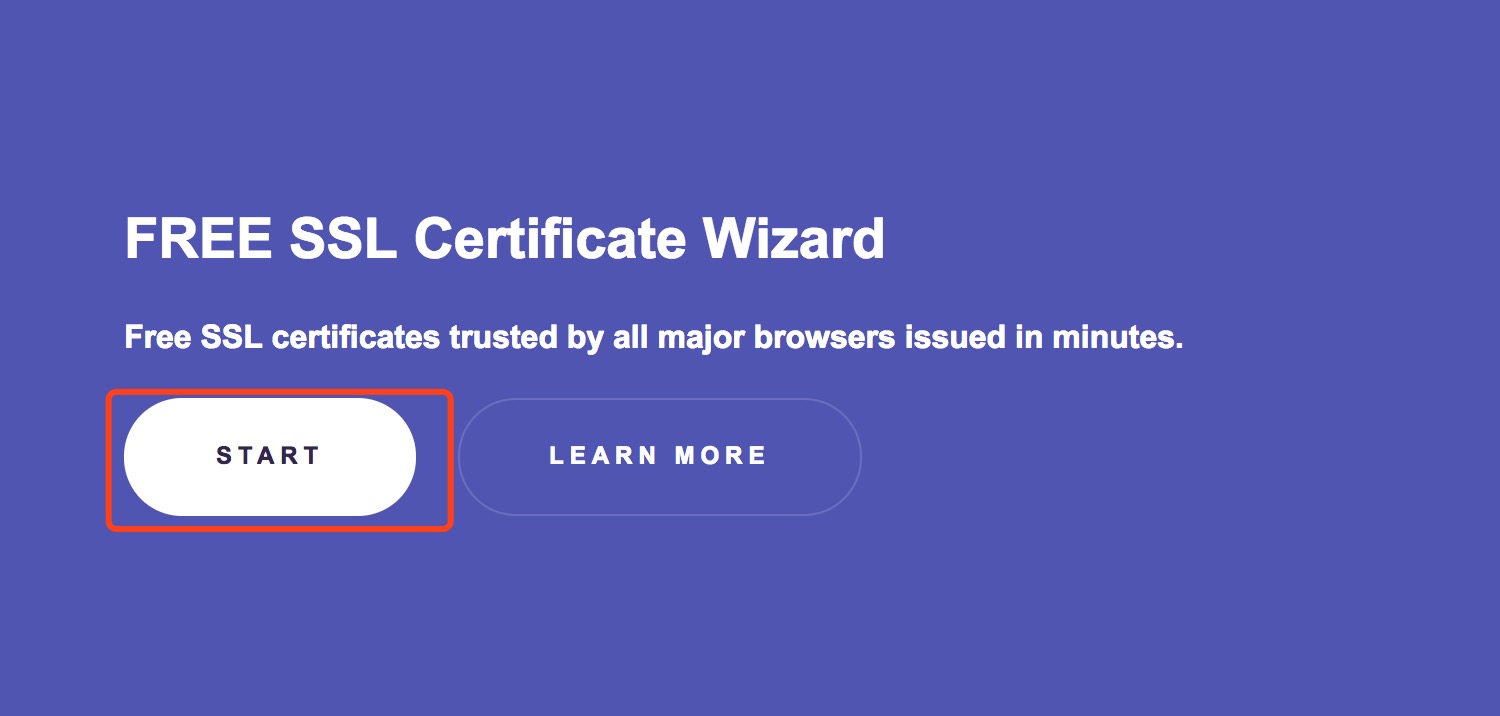 FREE SSL Certificate Wizard
Free SSL certificates trusted by all major browsers issued in minutes.
START
LEARN MORE